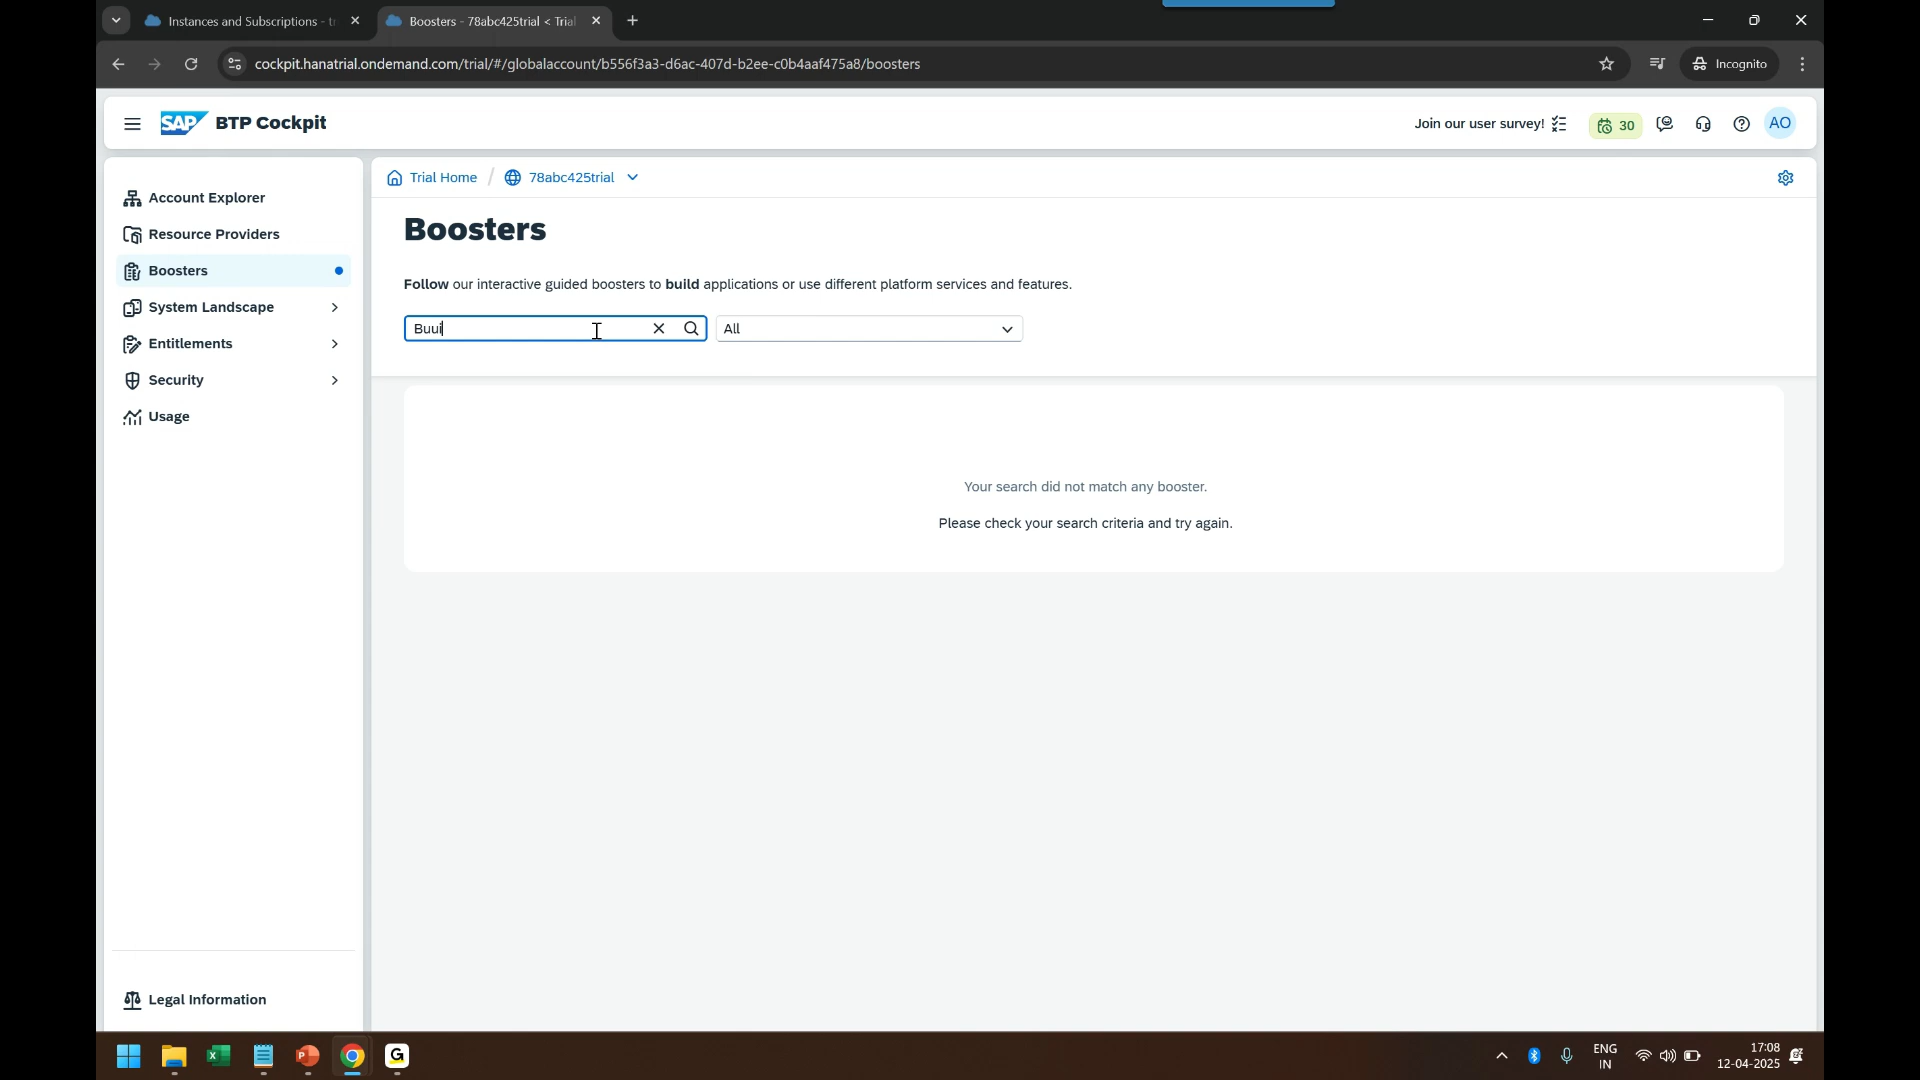 Instances and Subscriptions - tr
Boosters - 78abc425trial < Trial
cockpit.hanatrial.ondemand.com/trial/#/globalaccount/b556f3a3-d6ac-407d-b2ee-c0b4aaf475a8/boosters
Incognito
SAP BTP Cockpit
Join our user survey!
30
AO
Account Explorer
Resource Providers
Boosters
System Landscape
Entitlements
Security
Usage
Legal Information
Trial Home / 78abc425trial
Boosters
Follow our interactive guided boosters to build applications or use different platform services and features.
Buui
All
Your search did not match any booster.
Please check your search criteria and try again.
ENG
IN
17:08
12-04-2025